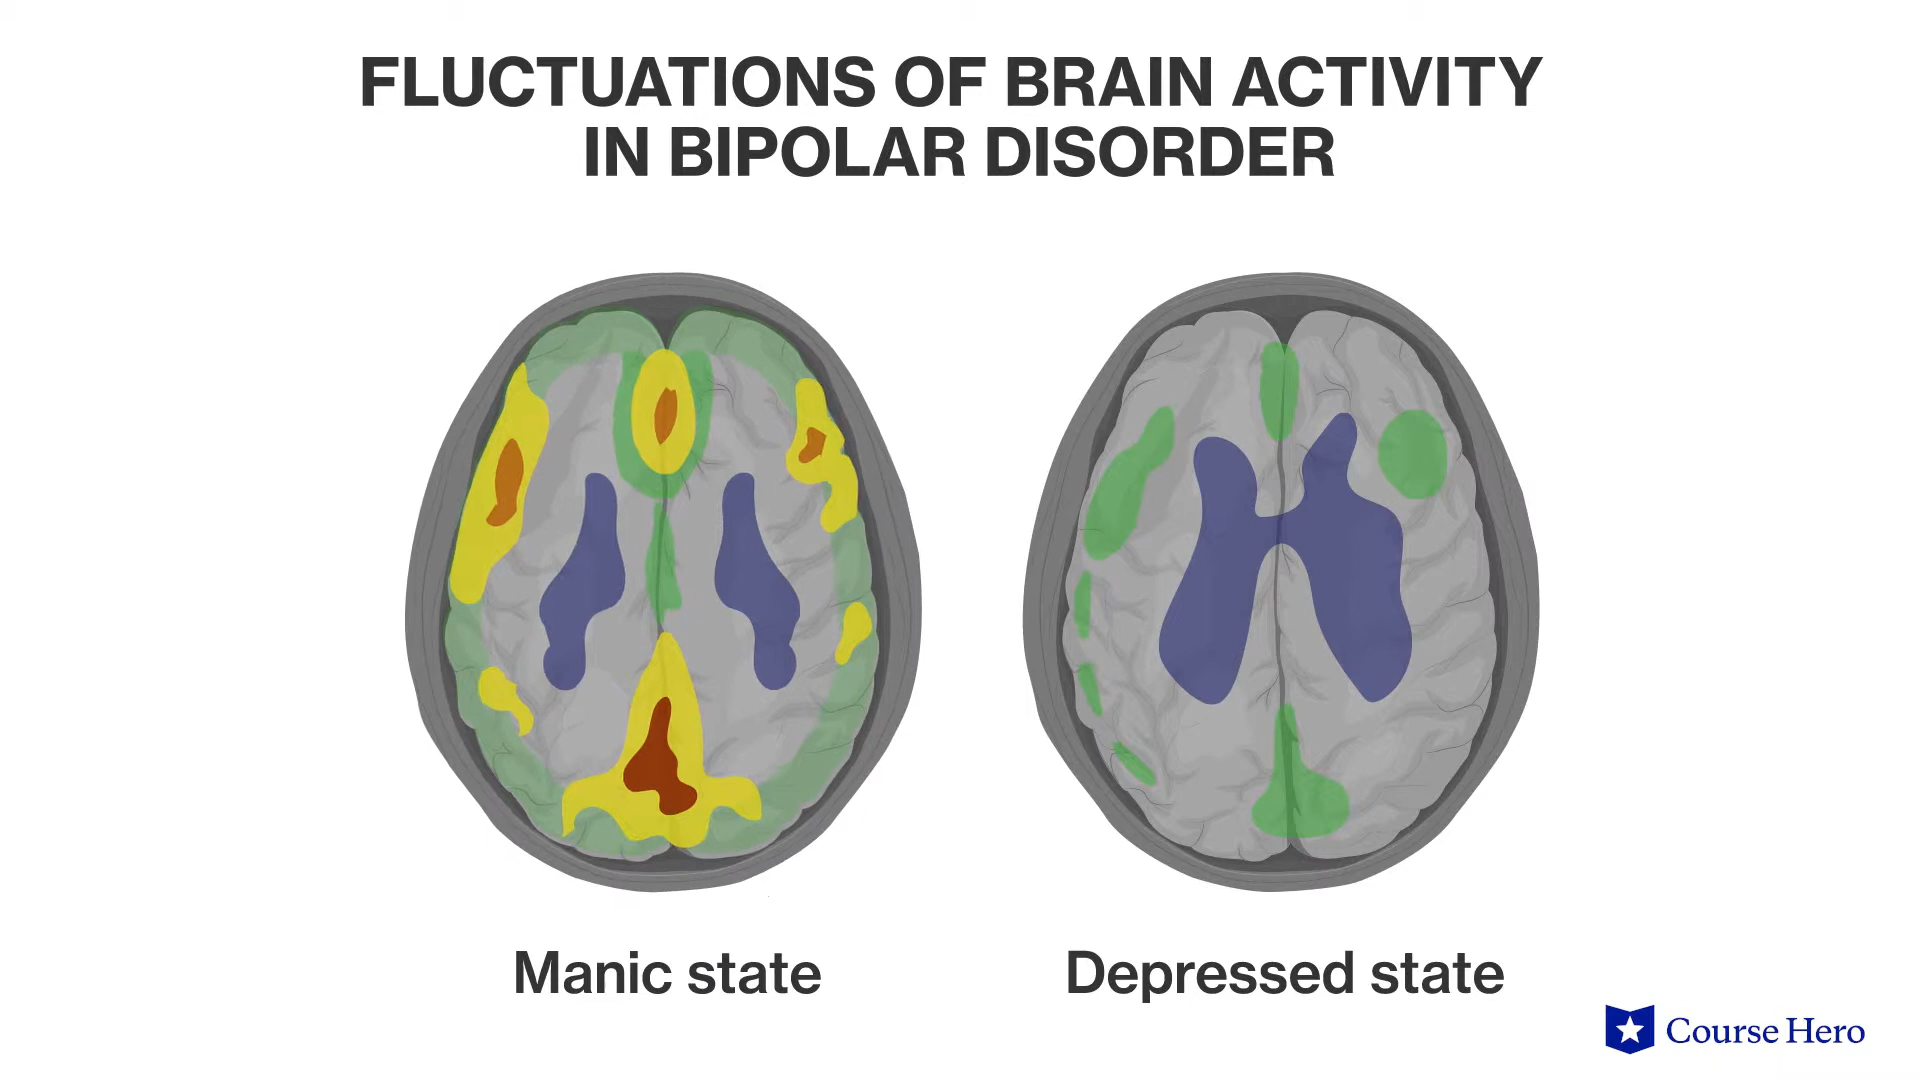 FLUCTUATIONS OF BRAIN ACTIVITY
IN BIPOLAR DISORDER
Manic state
Depressed state
Course Hero